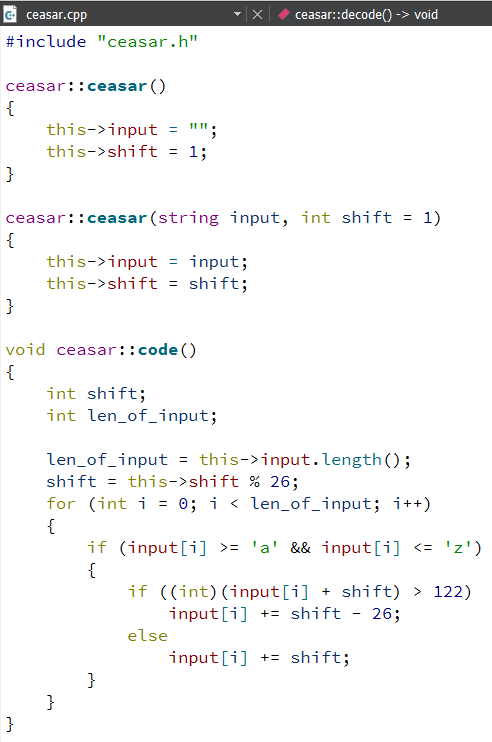 ceasar.cpp ceasar::decode() -> void
#include "ceasar.h"

ceasar::ceasar()
{
    this->input = "";
    this->shift = 1;
}

ceasar::ceasar(string input, int shift = 1)
{
    this->input = input;
    this->shift = shift;
}

void ceasar::code()
{
    int shift;
    int len_of_input;

    len_of_input = this->input.length();
    shift = this->shift % 26;
    for (int i = 0; i < len_of_input; i++)
    {
        if (input[i] >= 'a' && input[i] <= 'z')
        {
            if ((int)(input[i] + shift) > 122)
                input[i] += shift - 26;
            else
                input[i] += shift;
        }
    }
}